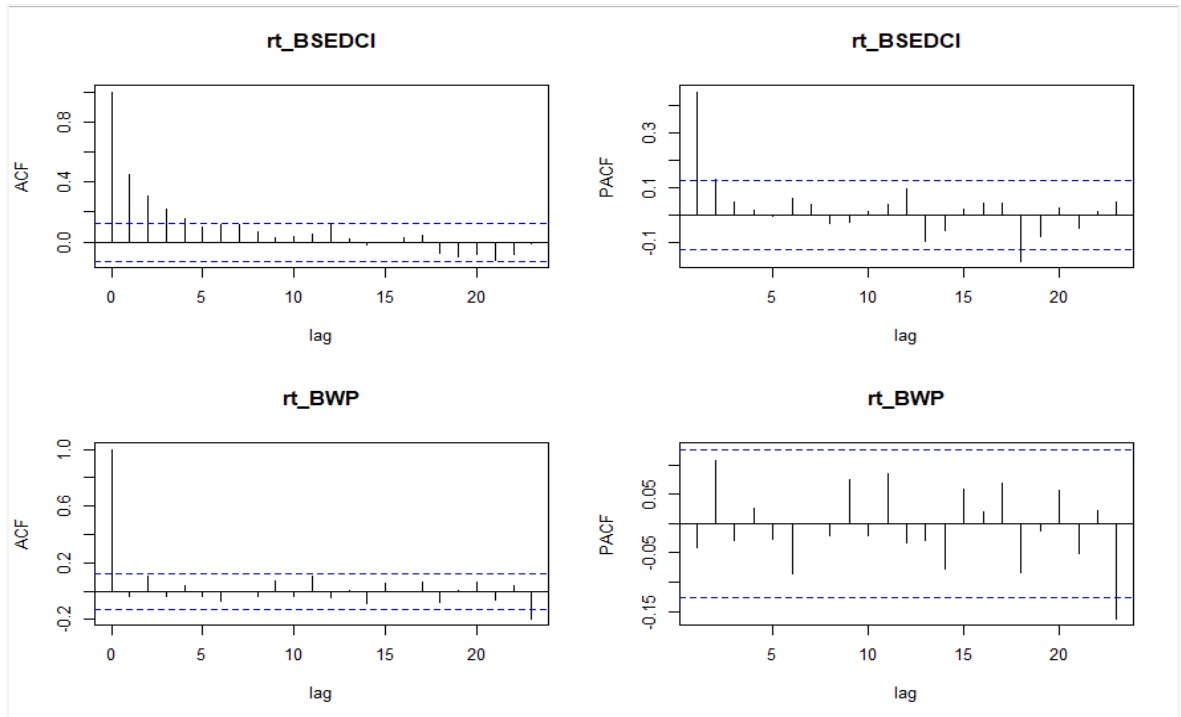 rt_BSEDCI
ACF
0.0 0.4 0.8
0 5 10 15 20
lag
rt_BSEDCI
PACF
-0.1 0.1 0.3
5 10 15 20
lag
rt_BWP
ACF
-0.2 0.2 0.6 1.0
0 5 10 15 20
lag
rt_BWP
PACF
-0.15 -0.05 0.05
5 10 15 20
lag